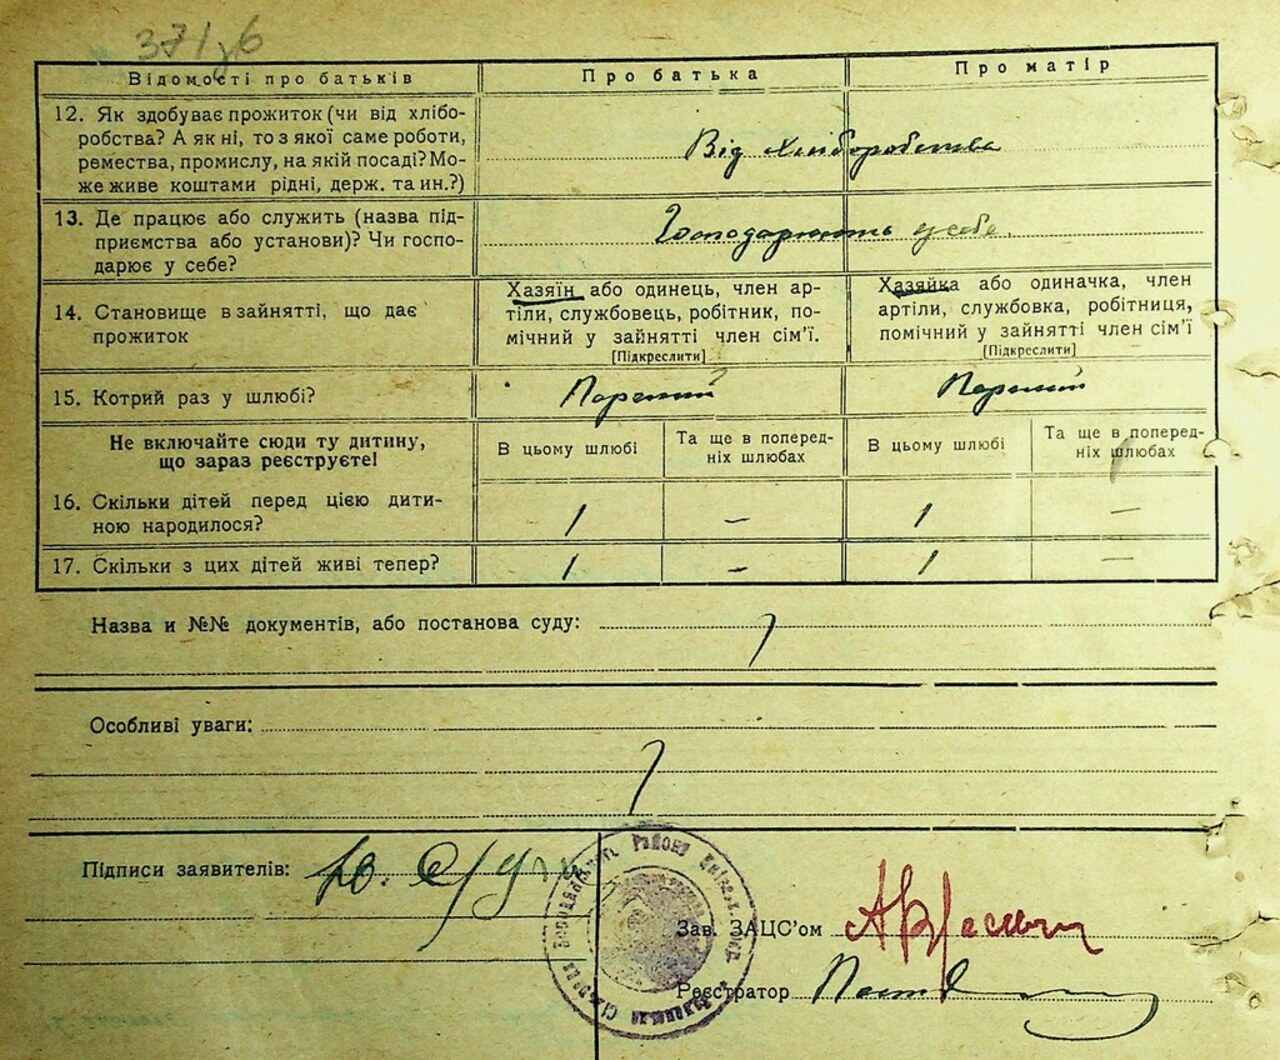 Відомості про батьків
Про батька
Про матір
12. Як здобуває прожиток (чи від хлібо-
робства? А як ні, то з якої саме роботи,
ремества, промислу, на якій посаді? Мо-
же живе коштами рідні, держ. та ин.?)
Від хліборобства
13. Де працює або служить (назва під-
приємства або установи)? Чи госпо-
дарює у себе?
Господарюють у себе.
14. Становище в зайнятті, що дає
прожиток
Хазяїн або одинець, член ар-
тіли, службовець, робітник, по-
мічний у зайнятті член сім'ї.
[Підкреслити]
Хазяйка або одиначка, член
артіли, службовка, робітниця,
помічний у зайнятті член сім'ї
[Підкреслити]
15. Котрий раз у шлюбі?
Первий
Первий
Не включайте сюди ту дитину,
що зараз реєструєте!
В цьому шлюбі
Та ще в поперед-
ніх шлюбах
В цьому шлюбі
Та ще в поперед-
ніх шлюбах
16. Скільки дітей перед цією дити-
ною народилося?
1
—
1
—
17. Скільки з цих дітей живі тепер?
1
—
1
—
Назва и №№ документів, або постанова суду:
Особливі уваги:
Підписи заявителів:
Зав. ЗАЦС'ом
Реєстратор